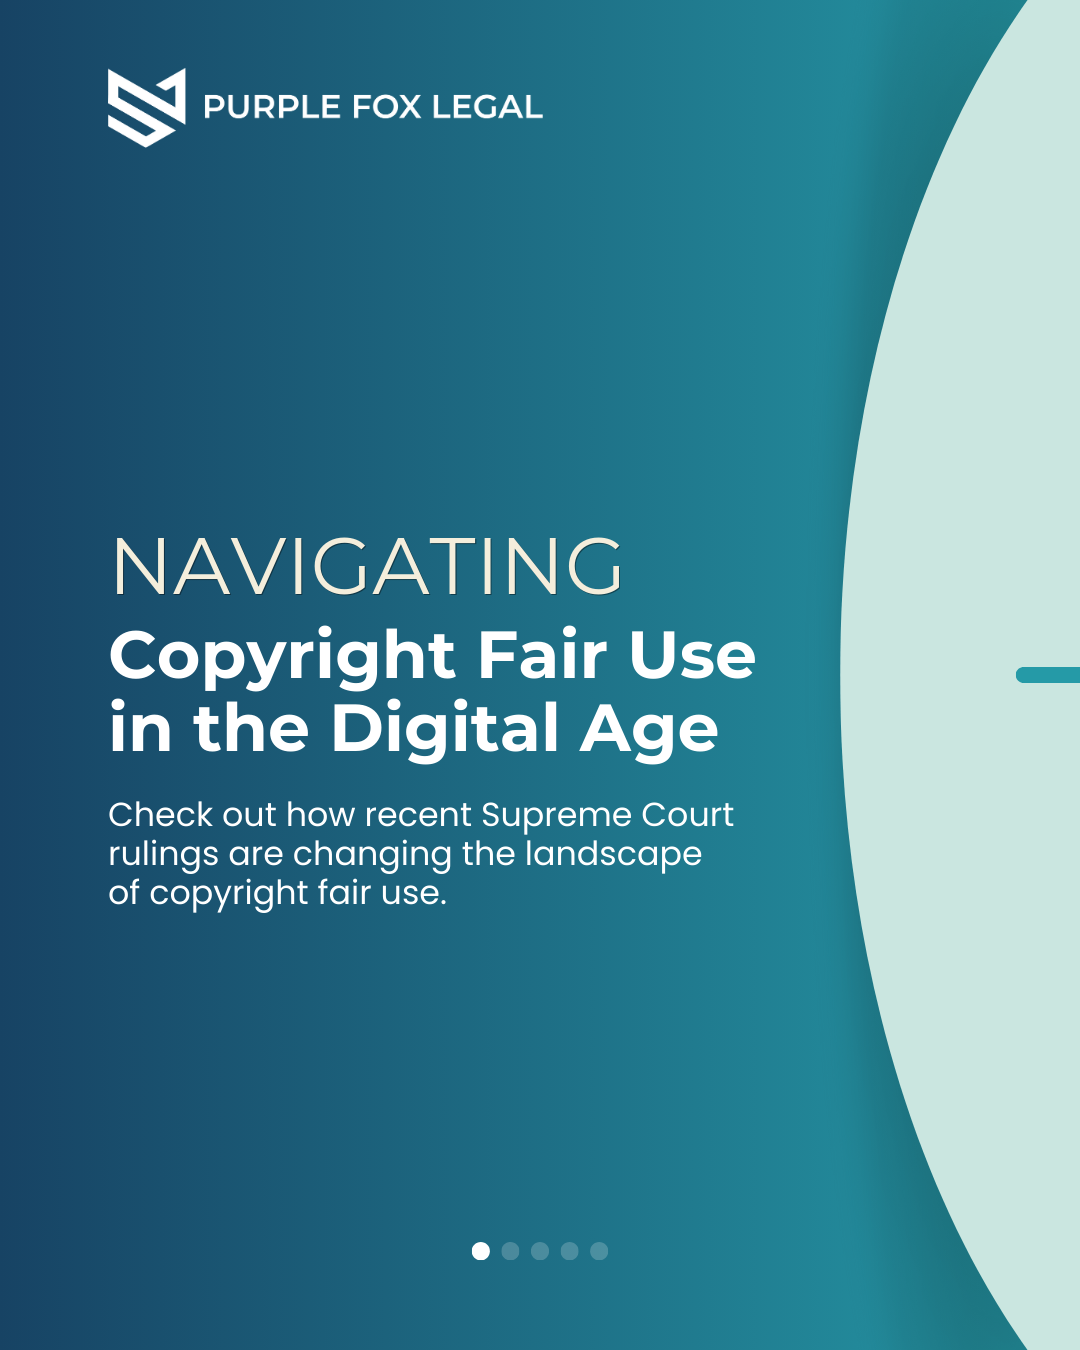 PURPLE FOX LEGAL
NAVIGATING
Copyright Fair Use
in the Digital Age
Check out how recent Supreme Court
rulings are changing the landscape
of copyright fair use.